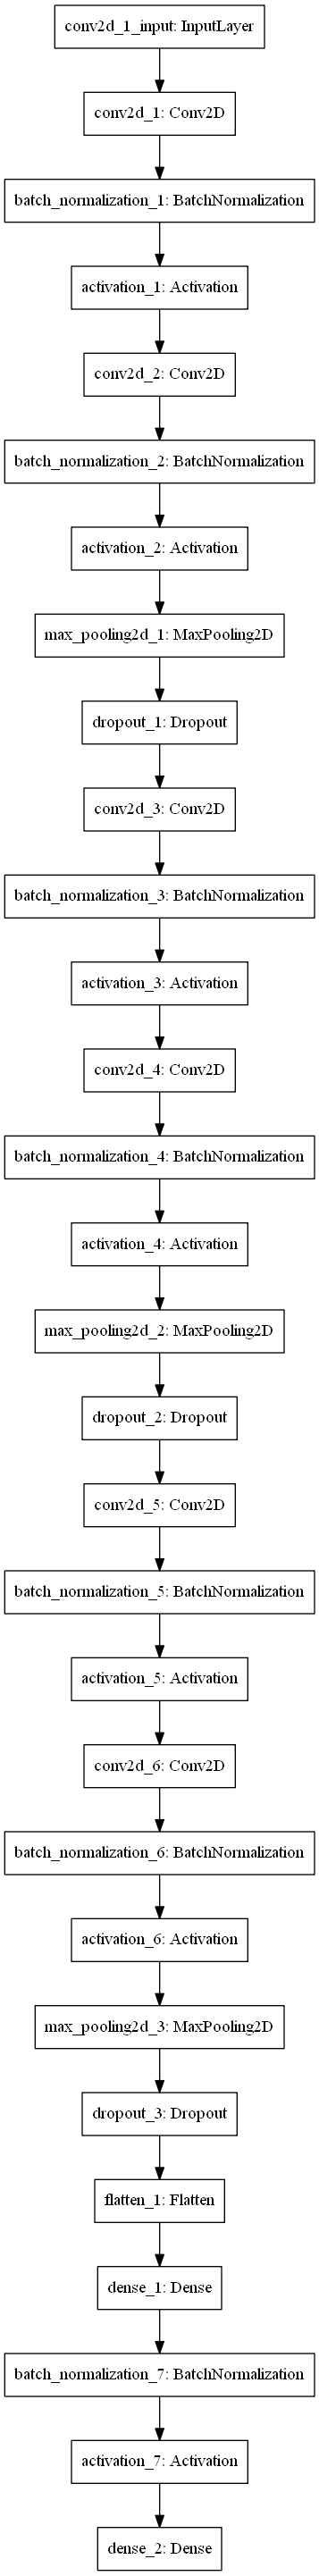 conv2d_1_input: InputLayer
conv2d_1: Conv2D
batch_normalization_1: BatchNormalization
activation_1: Activation
conv2d_2: Conv2D
batch_normalization_2: BatchNormalization
activation_2: Activation
max_pooling2d_1: MaxPooling2D
dropout_1: Dropout
conv2d_3: Conv2D
batch_normalization_3: BatchNormalization
activation_3: Activation
conv2d_4: Conv2D
batch_normalization_4: BatchNormalization
activation_4: Activation
max_pooling2d_2: MaxPooling2D
dropout_2: Dropout
conv2d_5: Conv2D
batch_normalization_5: BatchNormalization
activation_5: Activation
conv2d_6: Conv2D
batch_normalization_6: BatchNormalization
activation_6: Activation
max_pooling2d_3: MaxPooling2D
dropout_3: Dropout
flatten_1: Flatten
dense_1: Dense
batch_normalization_7: BatchNormalization
activation_7: Activation
dense_2: Dense